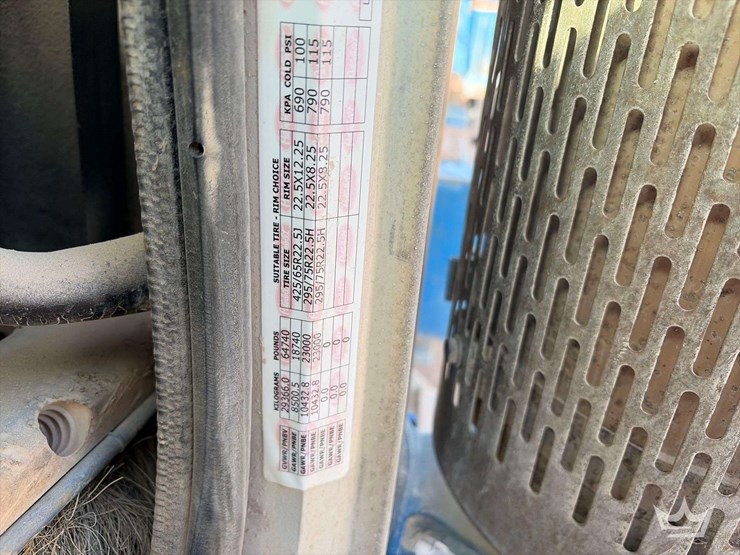 KILOGRAMS POUNDS SUITABLE TIRE - RIM CHOICE
TIRE SIZE RIM SIZE KPA COLD PSI
GVWR/PNBV 29366.0 64740
GAWR/PNBE 8500.5 18740 425/65R22.5J 22.5X12.25 690 100
GAWR/PNBE 10432.8 23000 295/75R22.5H 22.5X8.25 790 115
GAWR/PNBE 10432.8 23000 295/75R22.5H 22.5X8.25 790 115
GAWR/PNBE 0.0 0
GAWR/PNBE 0.0 0
GAWR/PNBE 0.0 0